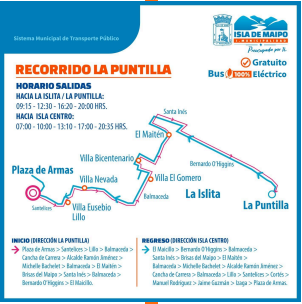 Sistema Municipal de Transporte Público
ISLA DE MAIPO
MUNICIPALIDAD
Preocupado por Ti
Gratuito
Bus 100% Eléctrico
RECORRIDO LA PUNTILLA
HORARIO SALIDAS
HACIA LA ISLITA / LA PUNTILLA:
09:15 - 12:30 - 16:20 - 20:00 HRS.
HACIA ISLA CENTRO:
07:00 - 10:00 - 13:10 - 17:00 - 20:35 HRS.
Santa Inés
El Maitén
Villa Bicentenario
Bernardo O'Higgins
Plaza de Armas
Villa Nevada
Villa El Gomero
La Islita
La Puntilla
Santelices
Villa Eusebio
Lillo
Balmaceda
INICIO (DIRECCIÓN LA PUNTILLA)
Plaza de Armas > Santelices > Lillo > Balmaceda >
Cancha de Carrera > Alcalde Ramón Jiménez >
Michelle Bachelet > Balmaceda > El Maitén >
Brisas del Maipo > Santa Inés > Balmaceda >
Bernardo O'Higgins > El Macillo.
REGRESO (DIRECCIÓN ISLA CENTRO)
El Macillo > Bernardo O'Higgins > Balmaceda >
Santa Inés > Brisas del Maipo > El Maitén >
Balmaceda > Michelle Bachelet > Alcalde Ramón Jiménez >
Cancha de Carrera > Balmaceda > Lillo > Santelices > Cortés >
Manuel Rodríguez > Jaime Guzmán > Izaga > Plaza de Armas.